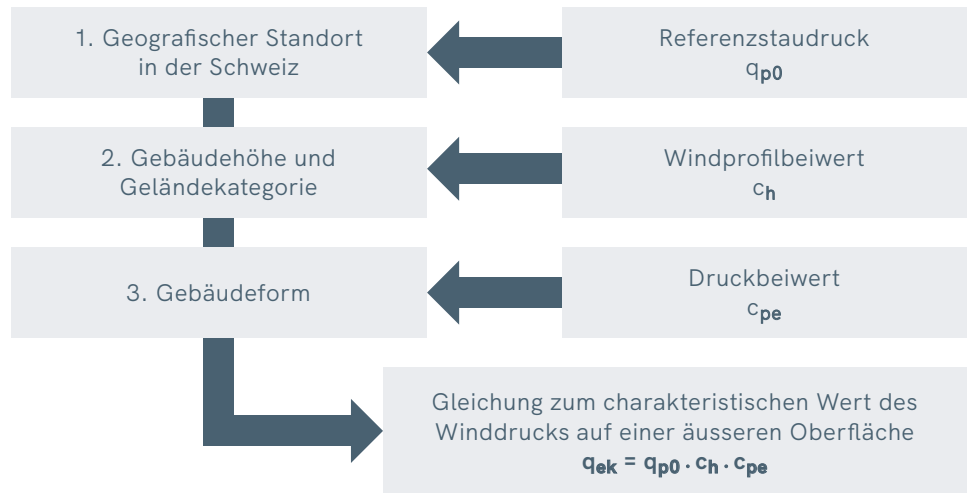 1. Geografischer Standort
in der Schweiz
Referenzstaudruck
qp0
2. Gebäudehöhe und
Geländekategorie
Windprofilbeiwert
ch
3. Gebäudeform
Druckbeiwert
cpe
Gleichung zum charakteristischen Wert des
Winddrucks auf einer äusseren Oberfläche
qek = qp0 · ch · cpe